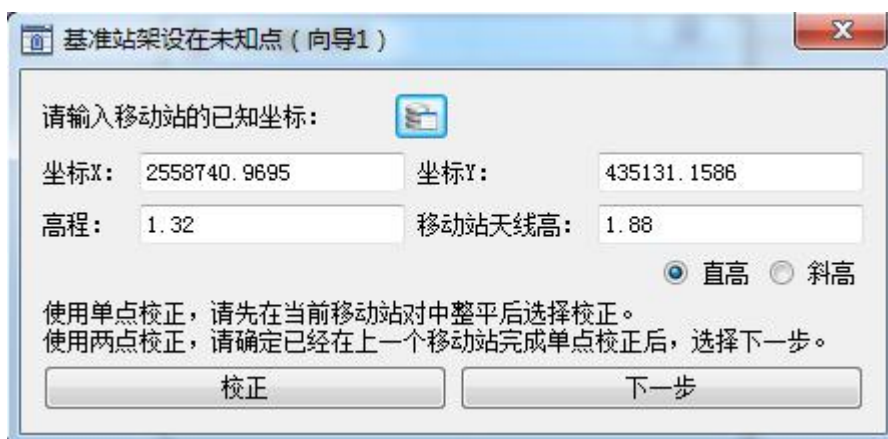 基准站架设在未知点(向导1)
请输入移动站的已知坐标:
坐标X: 2558740.9695 坐标Y: 435131.1586
高程: 1.32 移动站天线高: 1.88
直高 斜高
使用单点校正,请先在当前移动站对中整平后选择校正。
使用两点校正,请确定已经在上一个移动站完成单点校正后,选择下一步。
校正 下一步